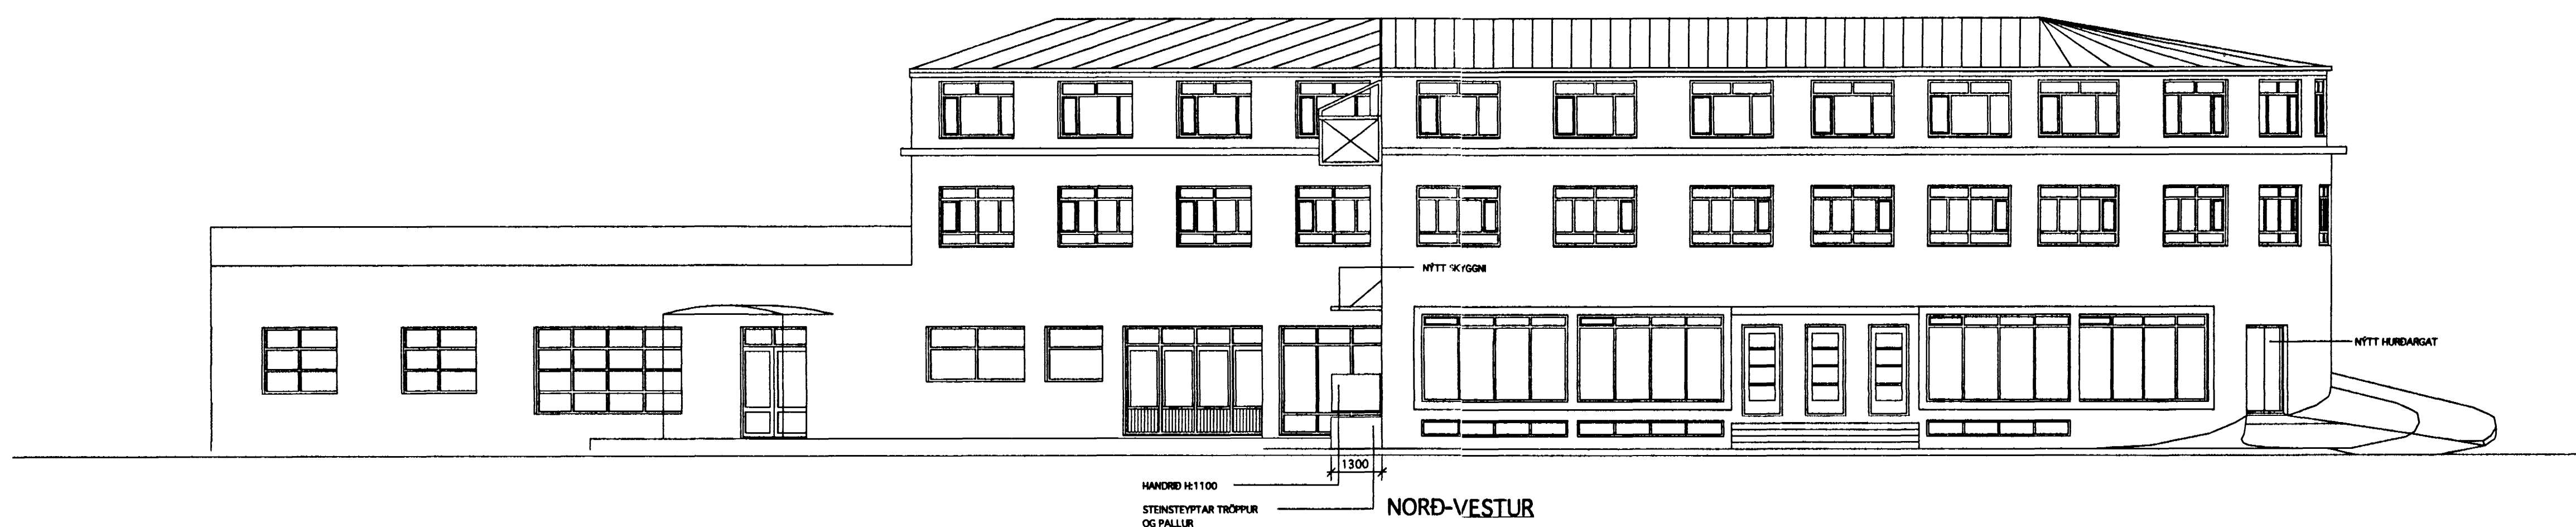 NÝTT SKYGGNI
NÝTT HURÐARGAT
1300
HANDRIÐ H:1100
STEINSTEYPTAR TRÖPPUR
OG PALLUR
NORÐ-VESTUR